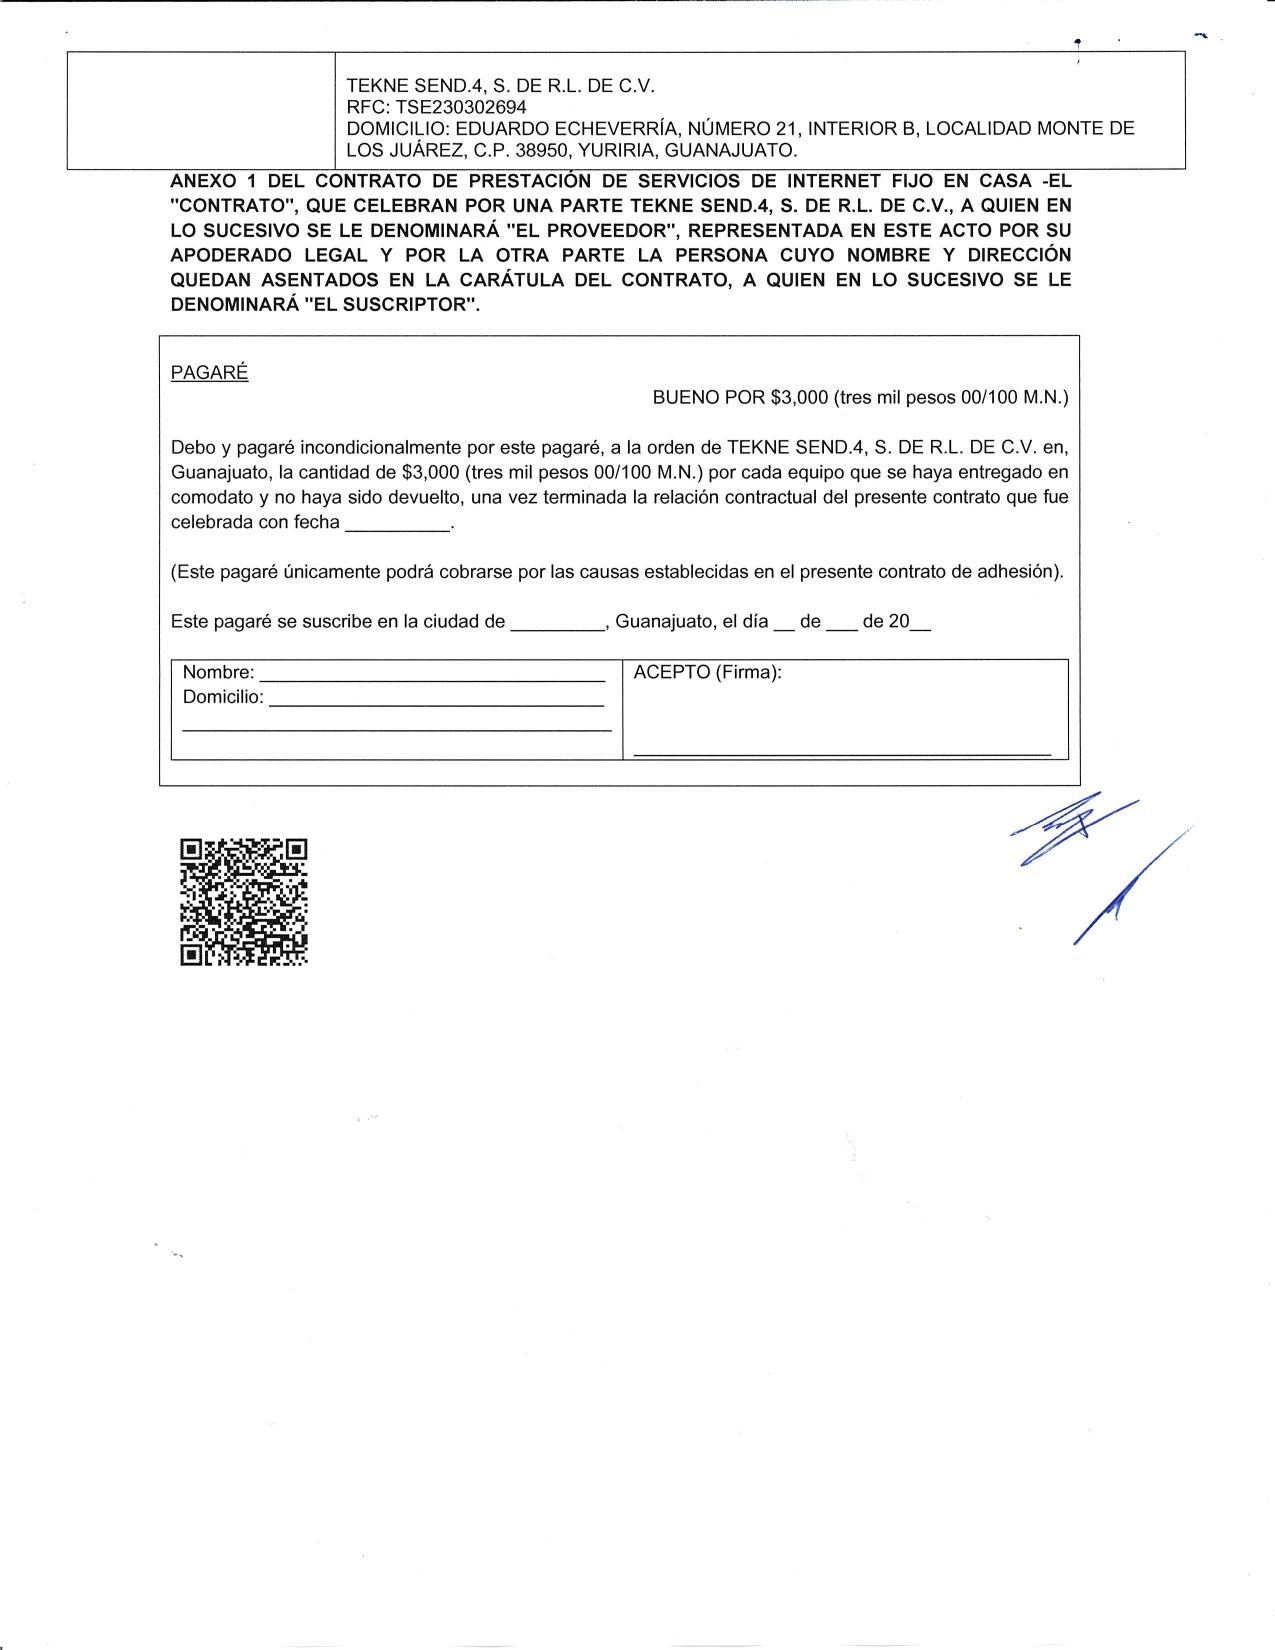 TEKNE SEND.4, S. DE R.L. DE C.V.
RFC: TSE230302694
DOMICILIO: EDUARDO ECHEVERRÍA, NÚMERO 21, INTERIOR B, LOCALIDAD MONTE DE
LOS JUÁREZ, C.P. 38950, YURIRIA, GUANAJUATO.
ANEXO 1 DEL CONTRATO DE PRESTACIÓN DE SERVICIOS DE INTERNET FIJO EN CASA -EL
"CONTRATO", QUE CELEBRAN POR UNA PARTE TEKNE SEND.4, S. DE R.L. DE C.V., A QUIEN EN
LO SUCESIVO SE LE DENOMINARÁ "EL PROVEEDOR", REPRESENTADA EN ESTE ACTO POR SU
APODERADO LEGAL Y POR LA OTRA PARTE LA PERSONA CUYO NOMBRE Y DIRECCIÓN
QUEDAN ASENTADOS EN LA CARÁTULA DEL CONTRATO, A QUIEN EN LO SUCESIVO SE LE
DENOMINARÁ "EL SUSCRIPTOR".
PAGARÉ
BUENO POR $3,000 (tres mil pesos 00/100 M.N.)
Debo y pagaré incondicionalmente por este pagaré, a la orden de TEKNE SEND.4, S. DE R.L. DE C.V. en,
Guanajuato, la cantidad de $3,000 (tres mil pesos 00/100 M.N.) por cada equipo que se haya entregado en
comodato y no haya sido devuelto, una vez terminada la relación contractual del presente contrato que fue
celebrada con fecha __________.
(Este pagaré únicamente podrá cobrarse por las causas establecidas en el presente contrato de adhesión).
Este pagaré se suscribe en la ciudad de _________, Guanajuato, el día __ de ___ de 20__
Nombre: _________________________________
Domicilio: ________________________________
_________________________________________
ACEPTO (Firma):
________________________________________